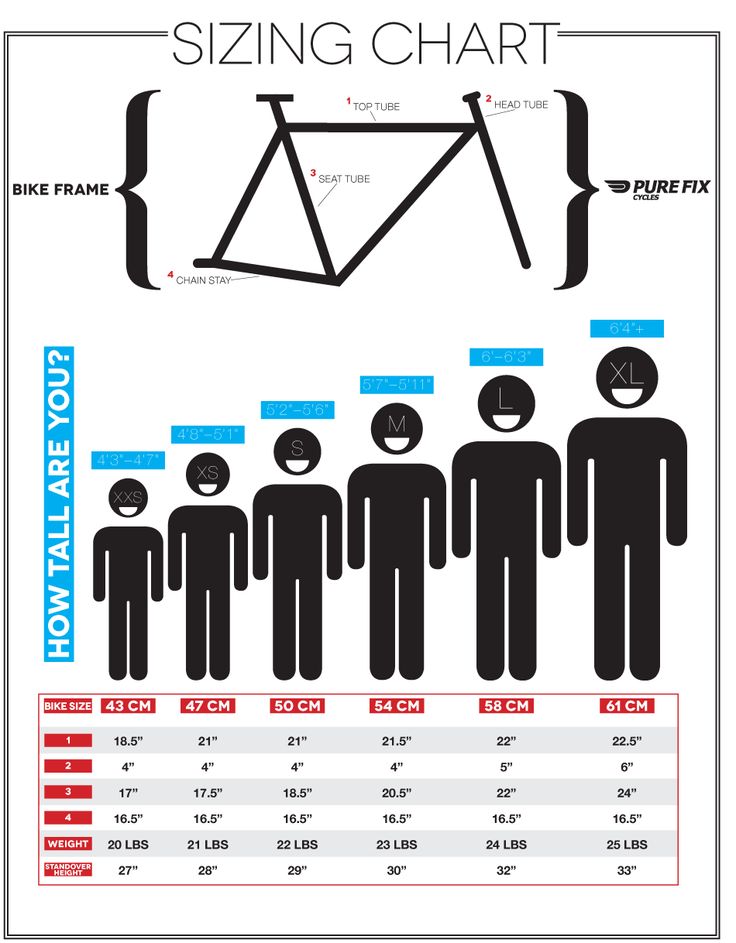 SIZING CHART
1 TOP TUBE
2 HEAD TUBE
3 SEAT TUBE
BIKE FRAME
PURE FIX
CYCLES
4 CHAIN STAY
HOW TALL ARE YOU?
4'3"–4'7"
4'8"–5'1"
5'2"–5'6"
5'7"–5'11"
6'–6'3"
6'4"+
XXS
XS
S
M
L
XL
BIKE SIZE 43 CM 47 CM 50 CM 54 CM 58 CM 61 CM
1 18.5” 21” 21” 21.5” 22” 22.5”
2 4” 4” 4” 4” 5” 6”
3 17” 17.5” 18.5” 20.5” 22” 24”
4 16.5” 16.5” 16.5” 16.5” 16.5” 16.5”
WEIGHT 20 LBS 21 LBS 22 LBS 23 LBS 24 LBS 25 LBS
STANDOVER
HEIGHT 27” 28” 29” 30” 32” 33”